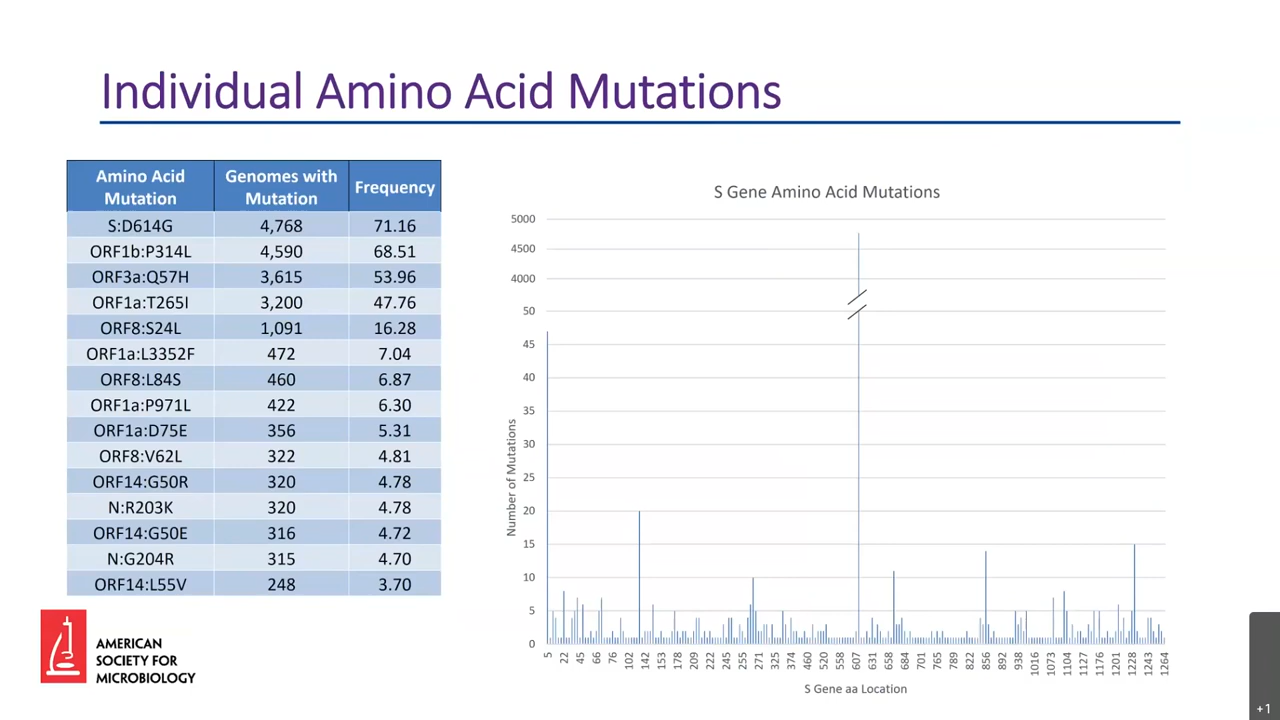 Individual Amino Acid Mutations
Amino Acid Mutation Genomes with Mutation Frequency
S:D614G 4,768 71.16
ORF1b:P314L 4,590 68.51
ORF3a:Q57H 3,615 53.96
ORF1a:T265I 3,200 47.76
ORF8:S24L 1,091 16.28
ORF1a:L3352F 472 7.04
ORF8:L84S 460 6.87
ORF1a:P971L 422 6.30
ORF1a:D75E 356 5.31
ORF8:V62L 322 4.81
ORF14:G50R 320 4.78
N:R203K 320 4.78
ORF14:G50E 316 4.72
N:G204R 315 4.70
ORF14:L55V 248 3.70
AMERICAN
SOCIETY FOR
MICROBIOLOGY
S Gene Amino Acid Mutations
Number of Mutations
5000
4500
4000
50
45
40
35
30
25
20
15
10
5
0
5 22 45 66 76 102 142 153 178 209 222 245 255 271 325 374 460 520 558 607 631 658 684 701 765 789 822 856 892 938 1016 1073 1104 1127 1176 1201 1228 1243 1264
S Gene aa Location
+1